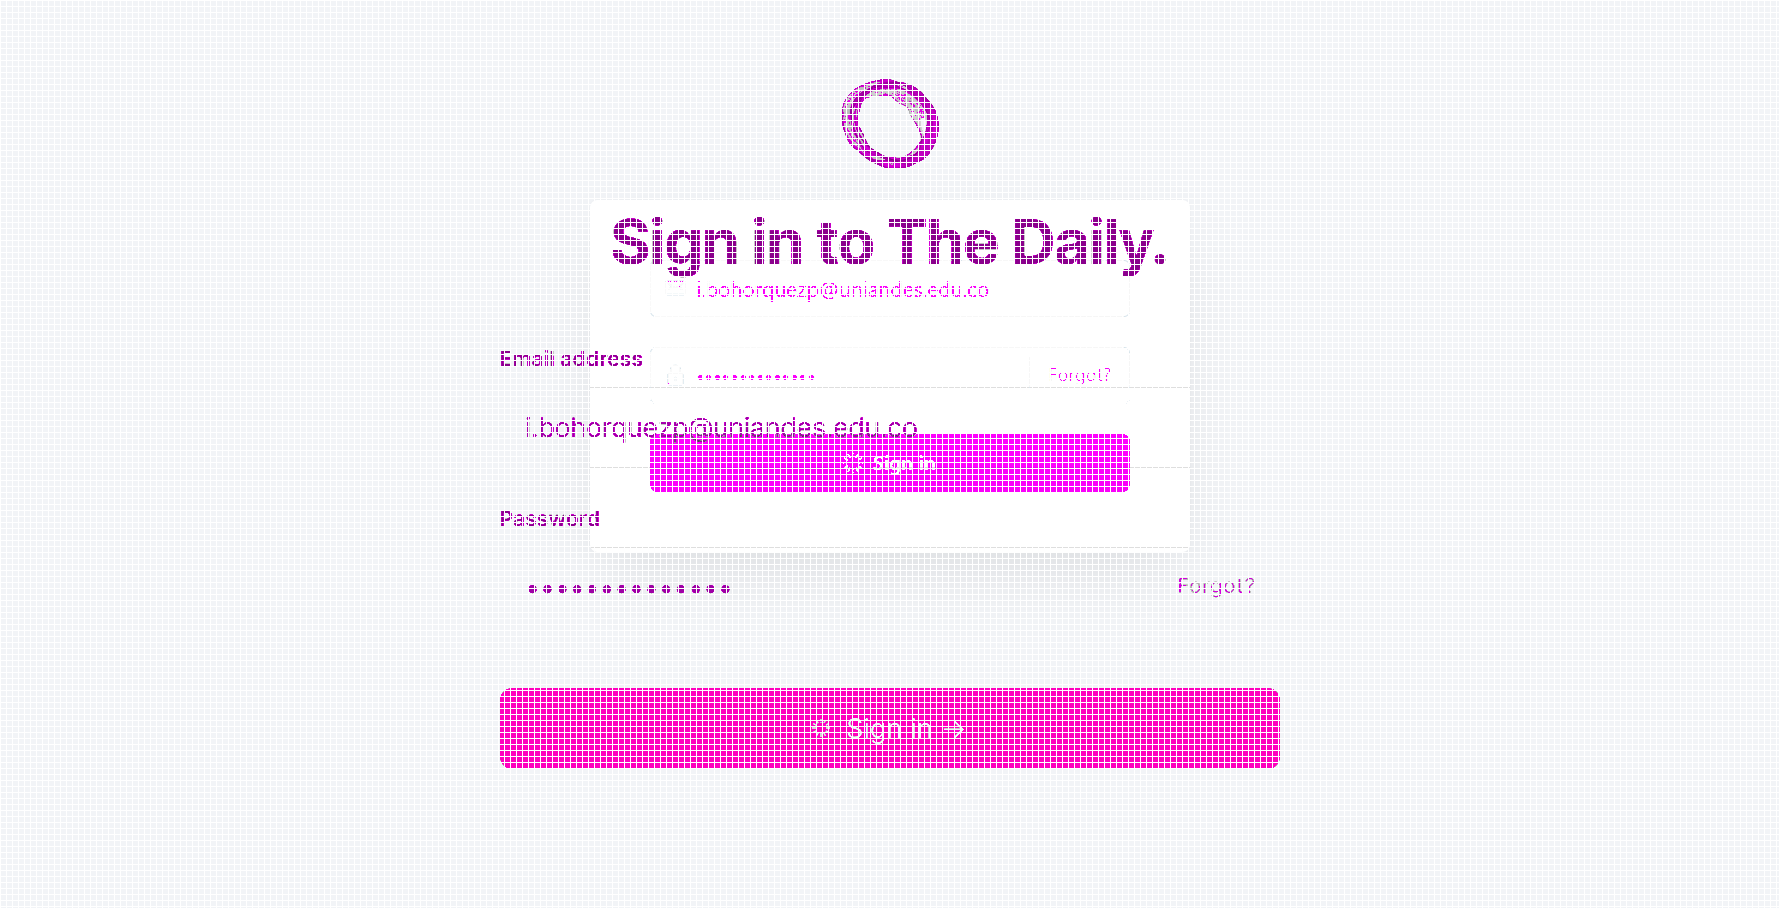 Sign in to The Daily.
i.bohorquezp@uniandes.edu.co
Email address
•••••••••••••• Forgot?
i.bohorquezp@uniandes.edu.co
Sign in
Password
•••••••••••••• Forgot?
Sign in →